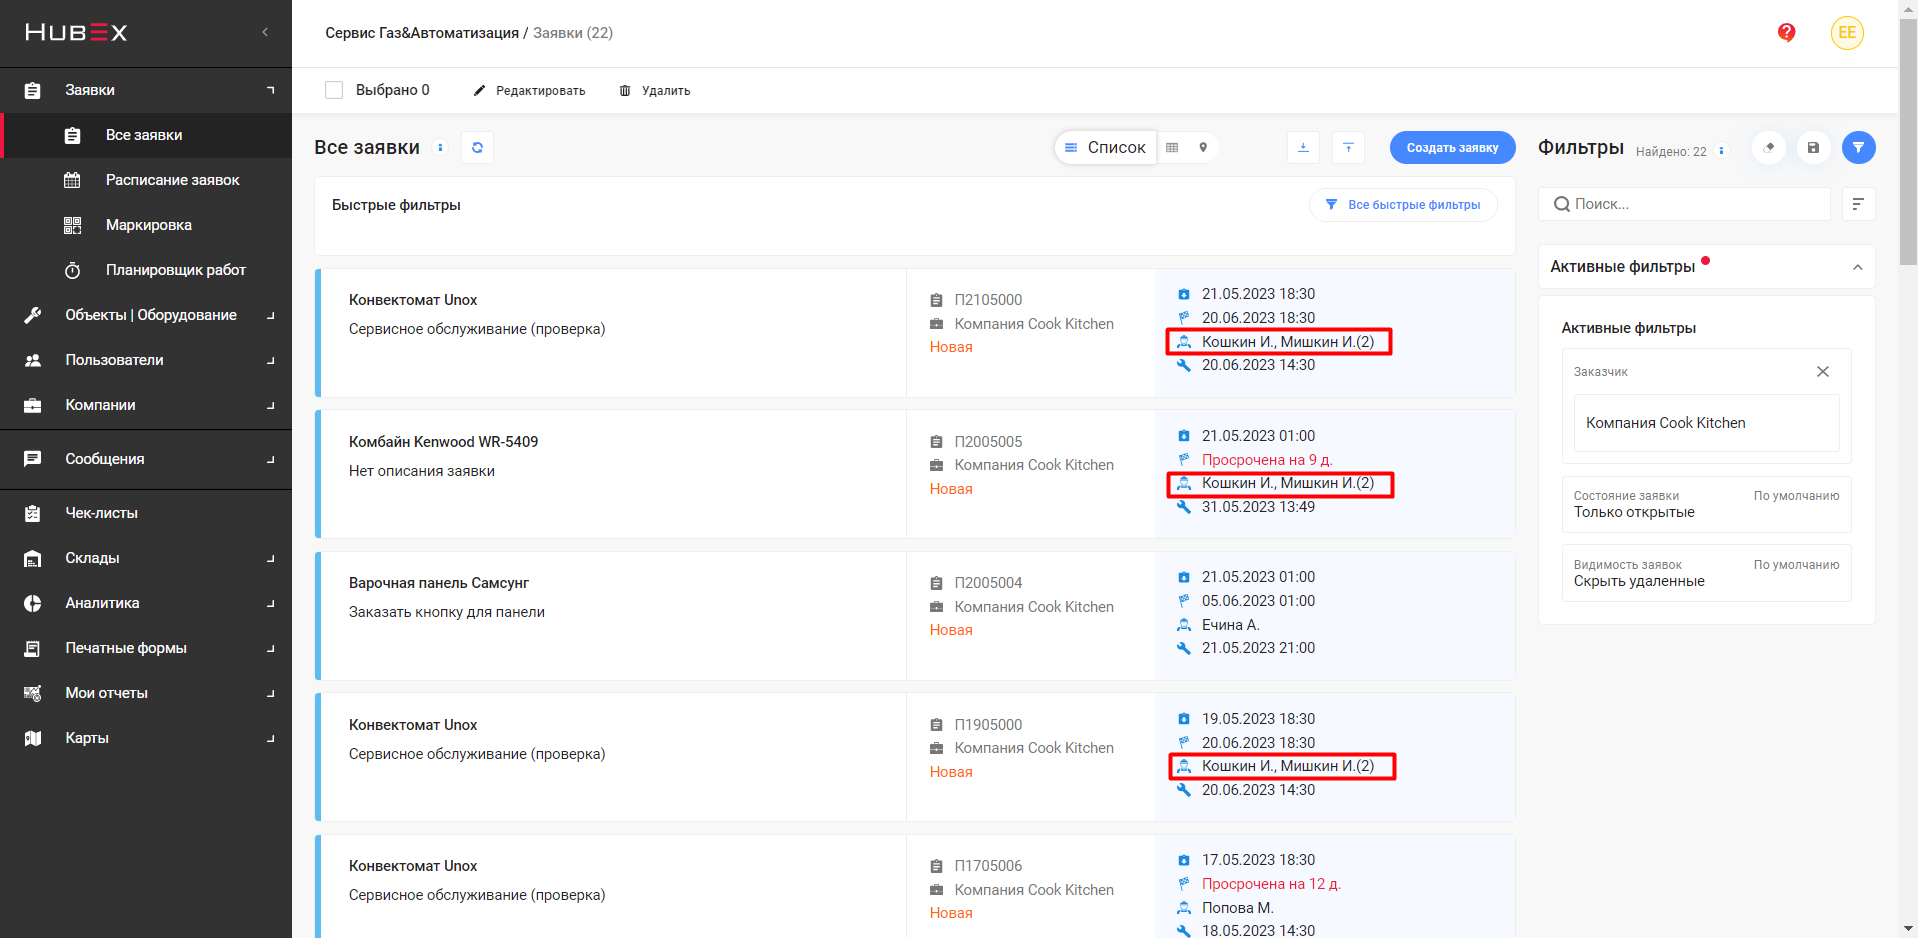 HUBEX
Заявки
Все заявки
Расписание заявок
Маркировка
Планировщик работ
Объекты | Оборудование
Пользователи
Компании
Сообщения
Чек-листы
Склады
Аналитика
Печатные формы
Мои отчеты
Карты
Сервис Газ&Автоматизация / Заявки (22)
EE
Выбрано 0
Редактировать
Удалить
Все заявки
Список
Создать заявку
Быстрые фильтры
Все быстрые фильтры
Конвектомат Unox
Сервисное обслуживание (проверка)
П2105000
Компания Cook Kitchen
Новая
21.05.2023 18:30
20.06.2023 18:30
Кошкин И., Мишкин И.(2)
20.06.2023 14:30
Комбайн Kenwood WR-5409
Нет описания заявки
П2005005
Компания Cook Kitchen
Новая
21.05.2023 01:00
Просрочена на 9 д.
Кошкин И., Мишкин И.(2)
31.05.2023 13:49
Варочная панель Самсунг
Заказать кнопку для панели
П2005004
Компания Cook Kitchen
Новая
21.05.2023 01:00
05.06.2023 01:00
Ечина А.
21.05.2023 21:00
Конвектомат Unox
Сервисное обслуживание (проверка)
П1905000
Компания Cook Kitchen
Новая
19.05.2023 18:30
20.06.2023 18:30
Кошкин И., Мишкин И.(2)
20.06.2023 14:30
Конвектомат Unox
Сервисное обслуживание (проверка)
П1705006
Компания Cook Kitchen
Новая
17.05.2023 18:30
Просрочена на 12 д.
Попова М.
18.05.2023 14:30
Фильтры
Найдено: 22
Поиск...
Активные фильтры
Активные фильтры
Заказчик
Компания Cook Kitchen
Состояние заявки
По умолчанию
Только открытые
Видимость заявок
По умолчанию
Скрыть удаленные